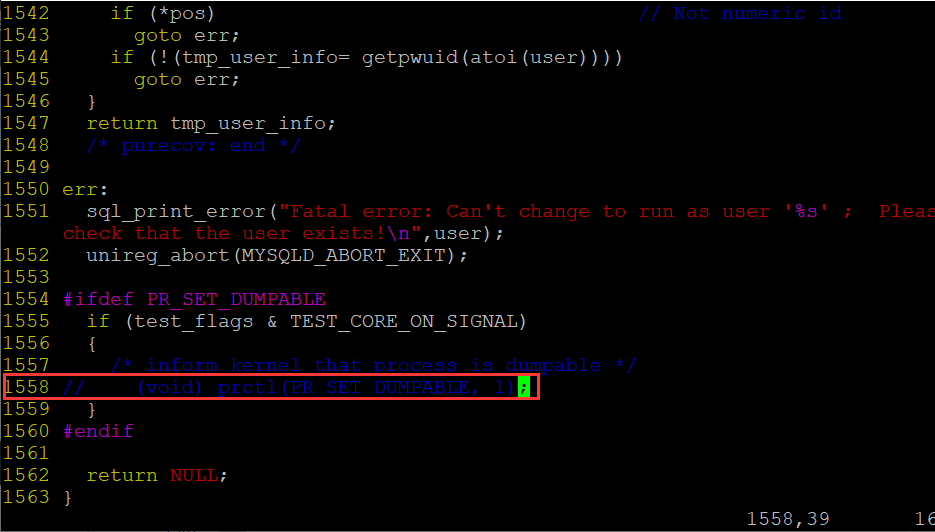 1542     if (*pos)                                   // Not numeric id
1543       goto err;
1544     if (!(tmp_user_info= getpwuid(atoi(user))))
1545       goto err;
1546   }
1547   return tmp_user_info;
1548   /* purecov: end */
1549
1550 err:
1551   sql_print_error("Fatal error: Can't change to run as user '%s' ;  Pleas
check that the user exists!\n",user);
1552   unireg_abort(MYSQLD_ABORT_EXIT);
1553
1554 #ifdef PR_SET_DUMPABLE
1555   if (test_flags & TEST_CORE_ON_SIGNAL)
1556   {
1557     /* inform kernel that process is dumpable */
1558 //    (void) prctl(PR_SET_DUMPABLE, 1);
1559   }
1560 #endif
1561
1562   return NULL;
1563 }
1558,39       16